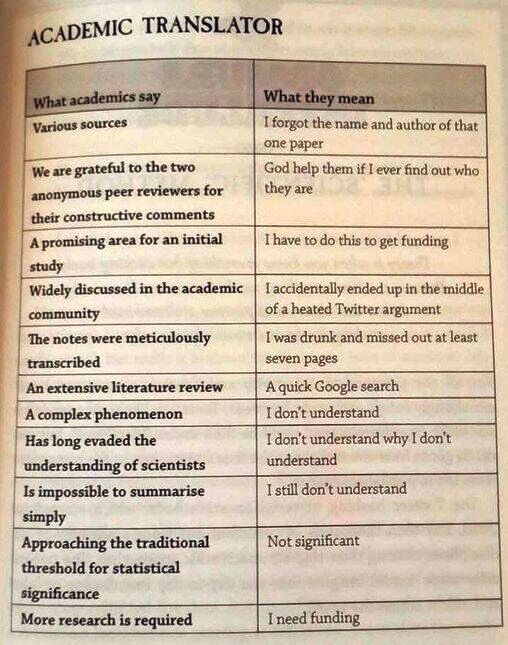 ACADEMIC TRANSLATOR
What academics say
What they mean
Various sources
I forgot the name and author of that
one paper
We are grateful to the two
anonymous peer reviewers for
their constructive comments
God help them if I ever find out who
they are
A promising area for an initial
study
I have to do this to get funding
Widely discussed in the academic
community
I accidentally ended up in the middle
of a heated Twitter argument
The notes were meticulously
transcribed
I was drunk and missed out at least
seven pages
An extensive literature review
A quick Google search
A complex phenomenon
I don't understand
Has long evaded the
understanding of scientists
I don't understand why I don't
understand
Is impossible to summarise
simply
I still don't understand
Approaching the traditional
threshold for statistical
significance
Not significant
More research is required
I need funding